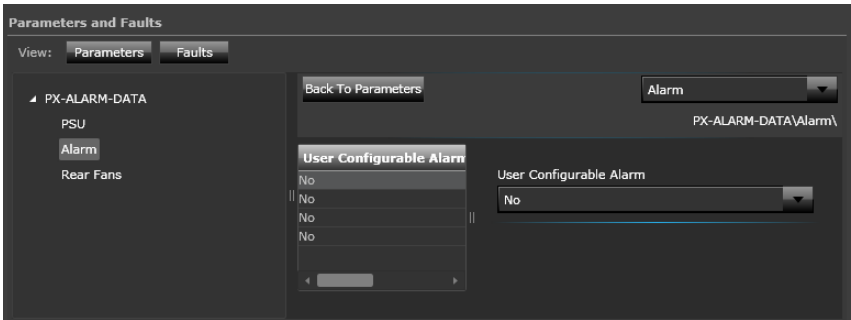 Parameters and Faults
View: Parameters Faults
PX-ALARM-DATA
PSU
Alarm
Rear Fans
Back To Parameters
Alarm
PX-ALARM-DATA\Alarm\
User Configurable Alarm
No
No
No
No
User Configurable Alarm
No